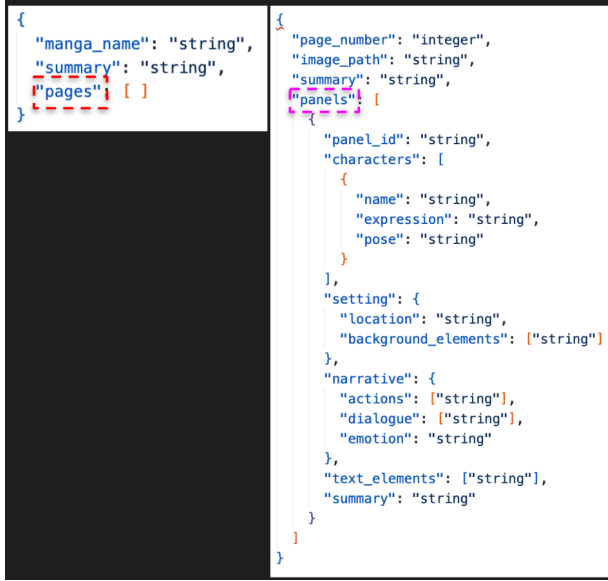 {
"manga_name": "string",
"summary": "string",
"pages": [ ]
}
{
"page_number": "integer",
"image_path": "string",
"summary": "string",
"panels": [
{
"panel_id": "string",
"characters": [
{
"name": "string",
"expression": "string",
"pose": "string"
}
],
"setting": {
"location": "string",
"background_elements": ["string"]
},
"narrative": {
"actions": ["string"],
"dialogue": ["string"],
"emotion": "string"
},
"text_elements": ["string"],
"summary": "string"
}
]
}